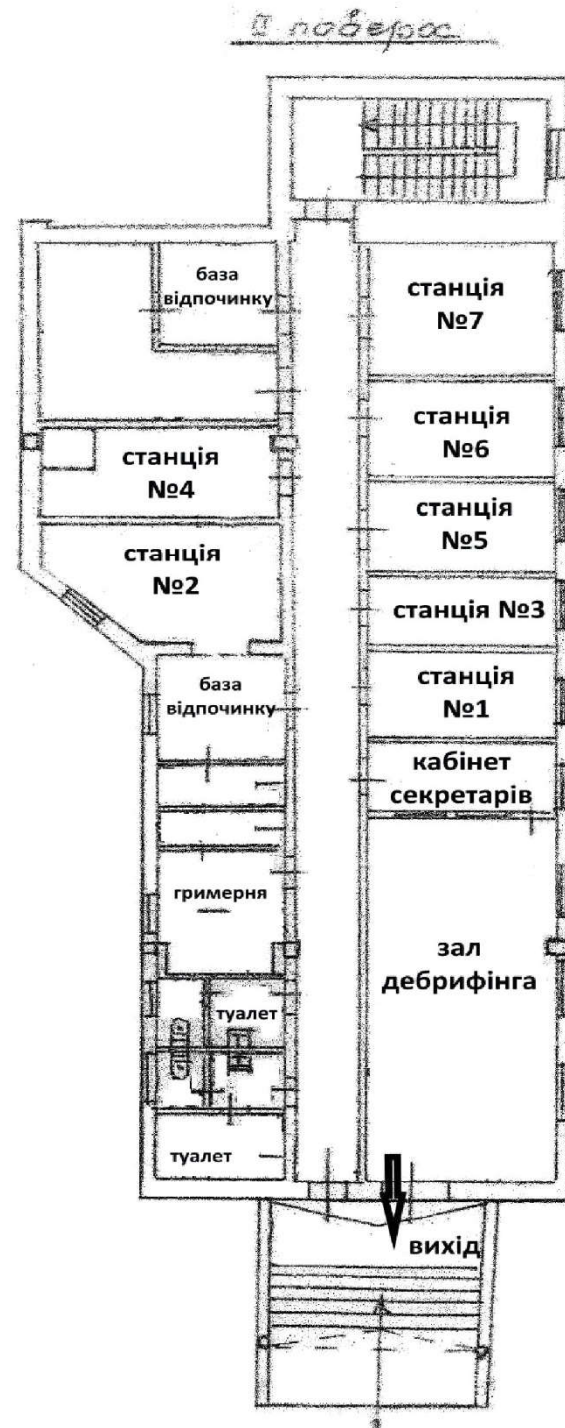 II поверх
база
відпочинку
станція
№7
станція
№6
станція
№4
станція
№5
станція
№2
станція №3
база
відпочинку
станція
№1
кабінет
секретарів
гримерня
зал
дебрифінга
туалет
туалет
вихід